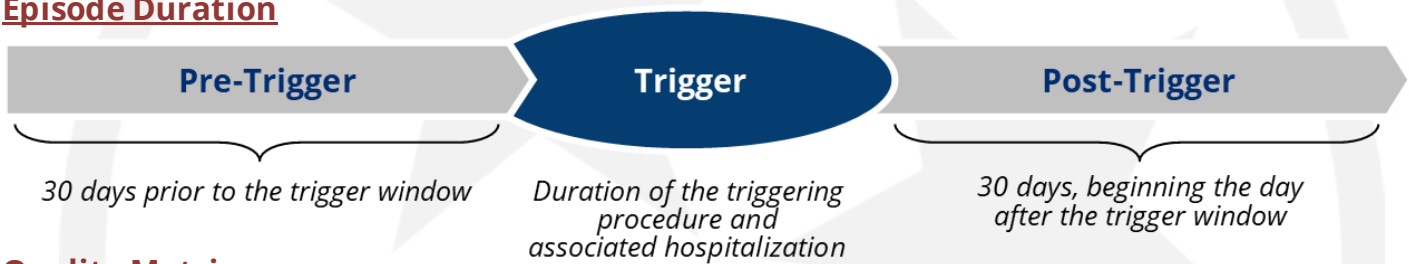 Episode Duration
Pre-Trigger
Trigger
Post-Trigger
30 days prior to the trigger window
Duration of the triggering
procedure and
associated hospitalization
30 days, beginning the day
after the trigger window